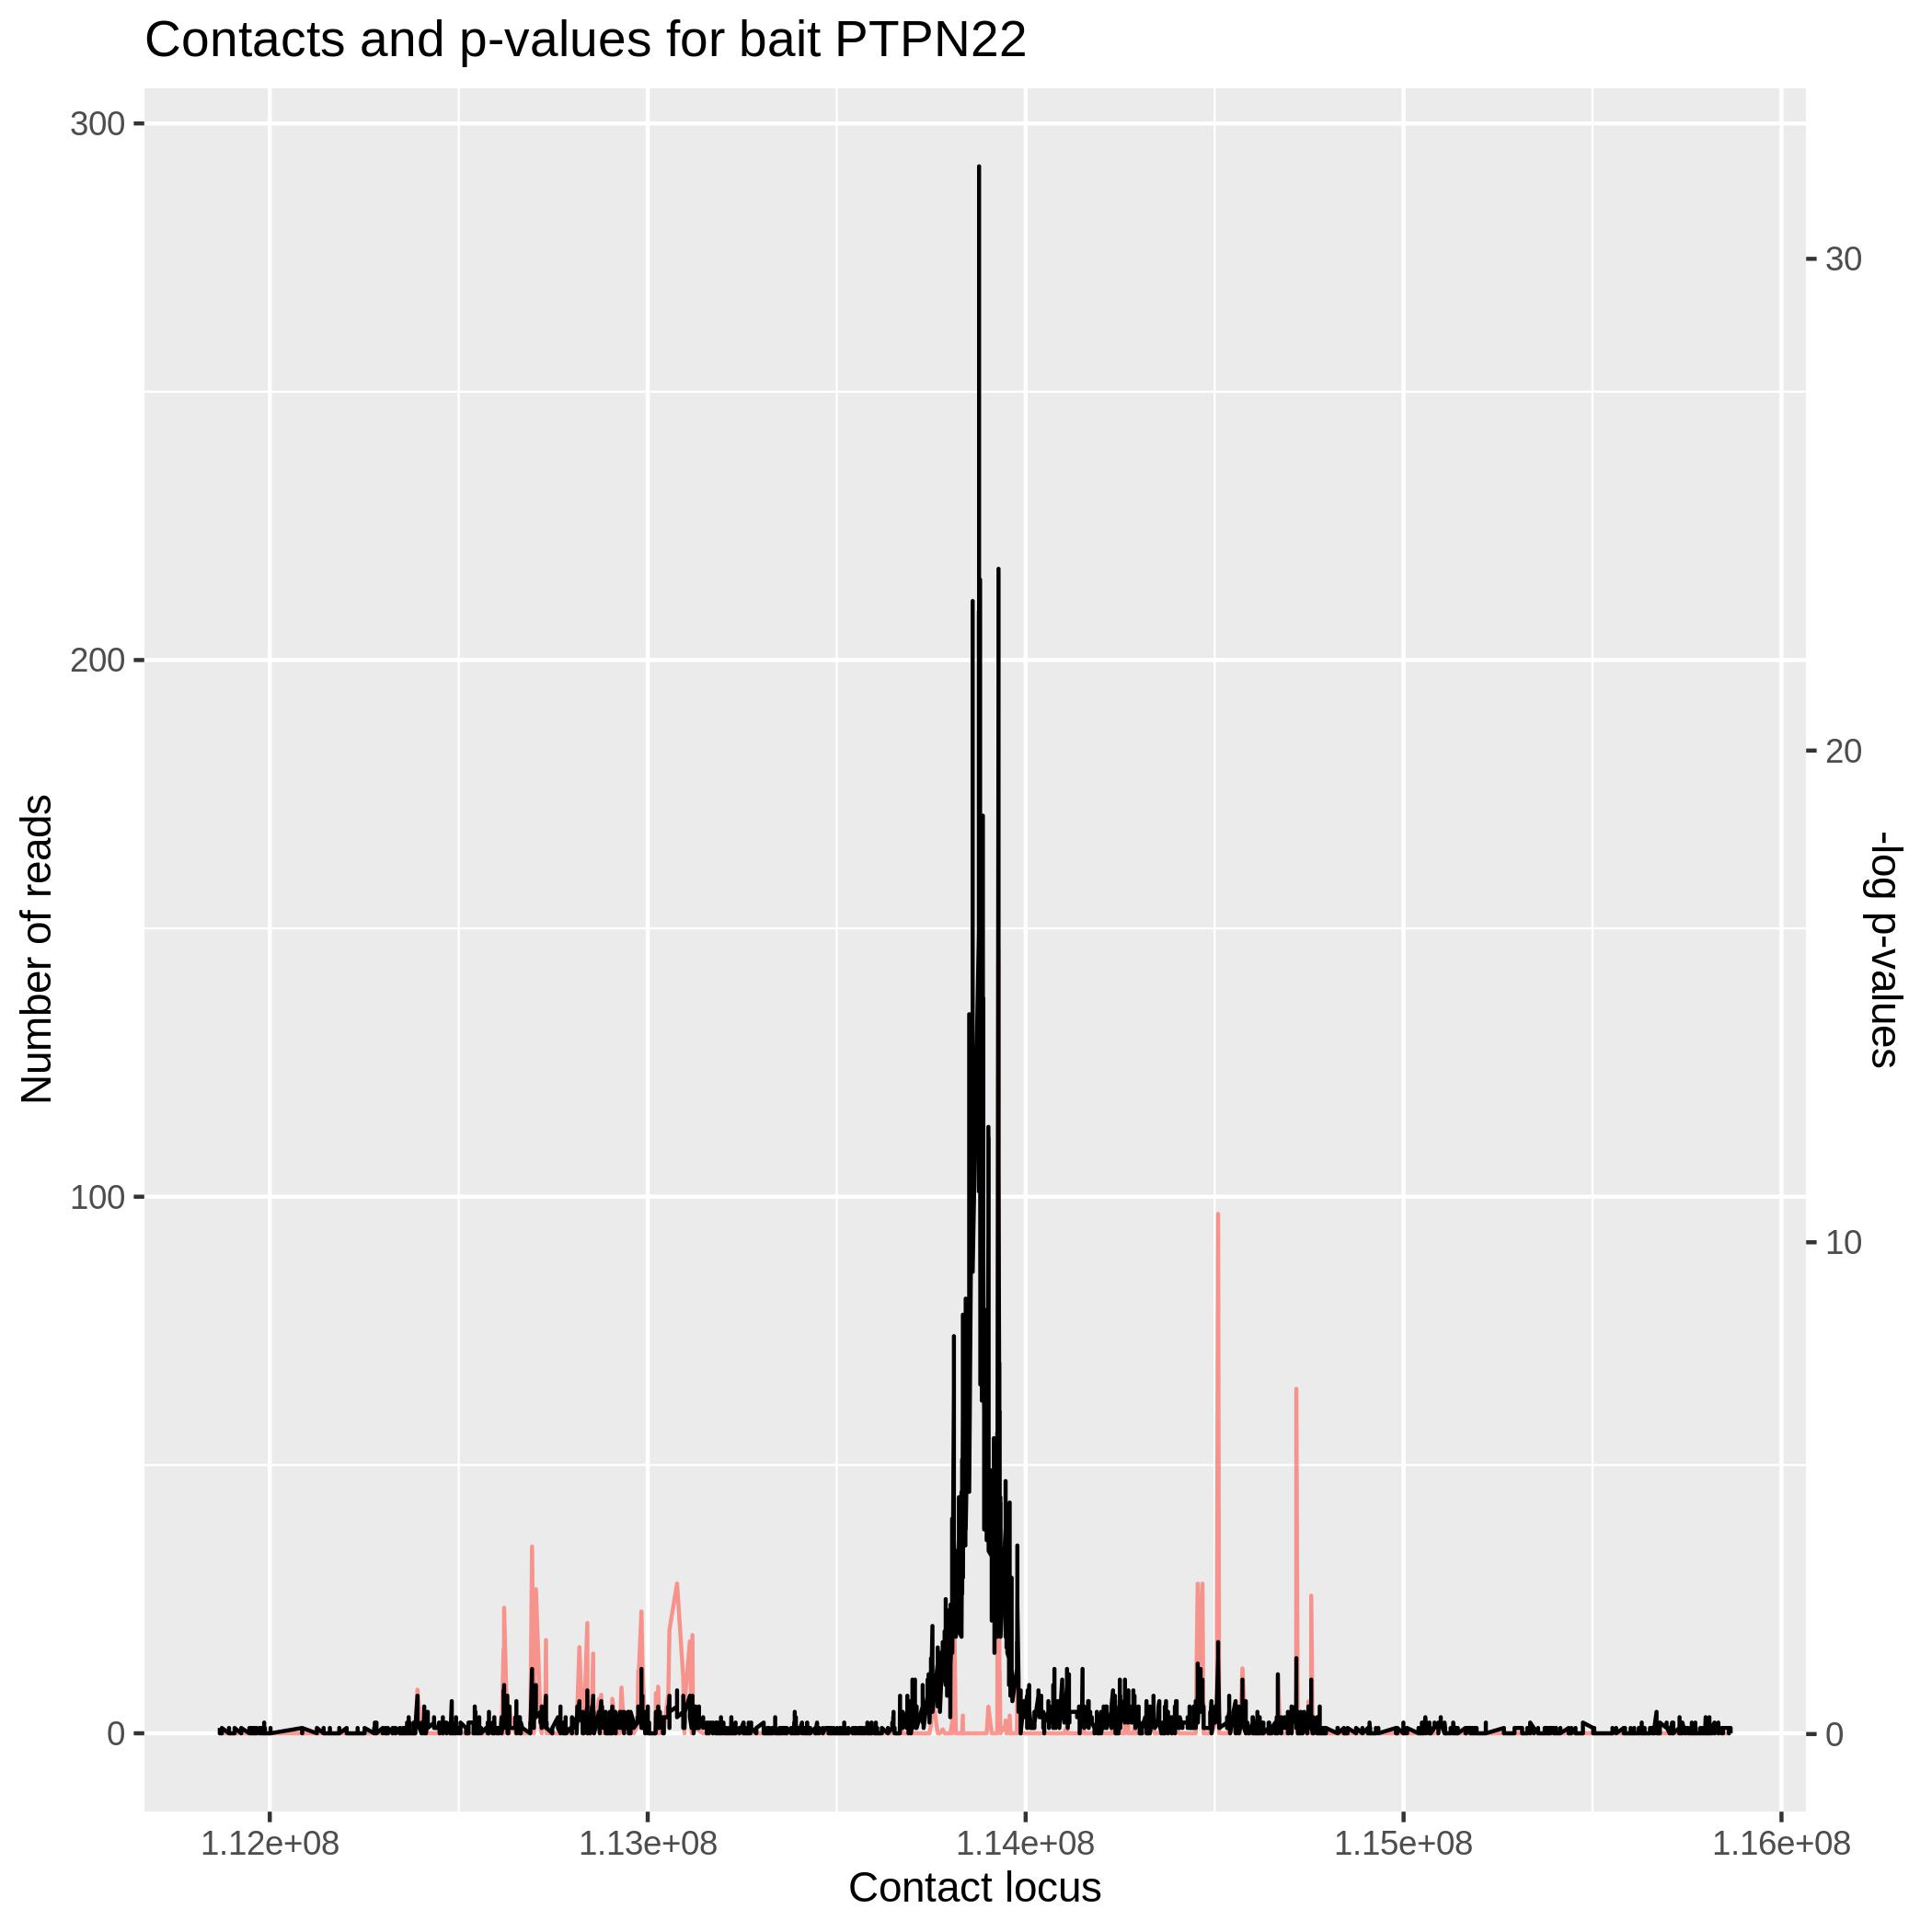 Contacts and p-values for bait PTPN22
300
200
100
0
Number of reads
30
20
10
0
-log p-values
1.12e+08
1.13e+08
1.14e+08
1.15e+08
1.16e+08
Contact locus